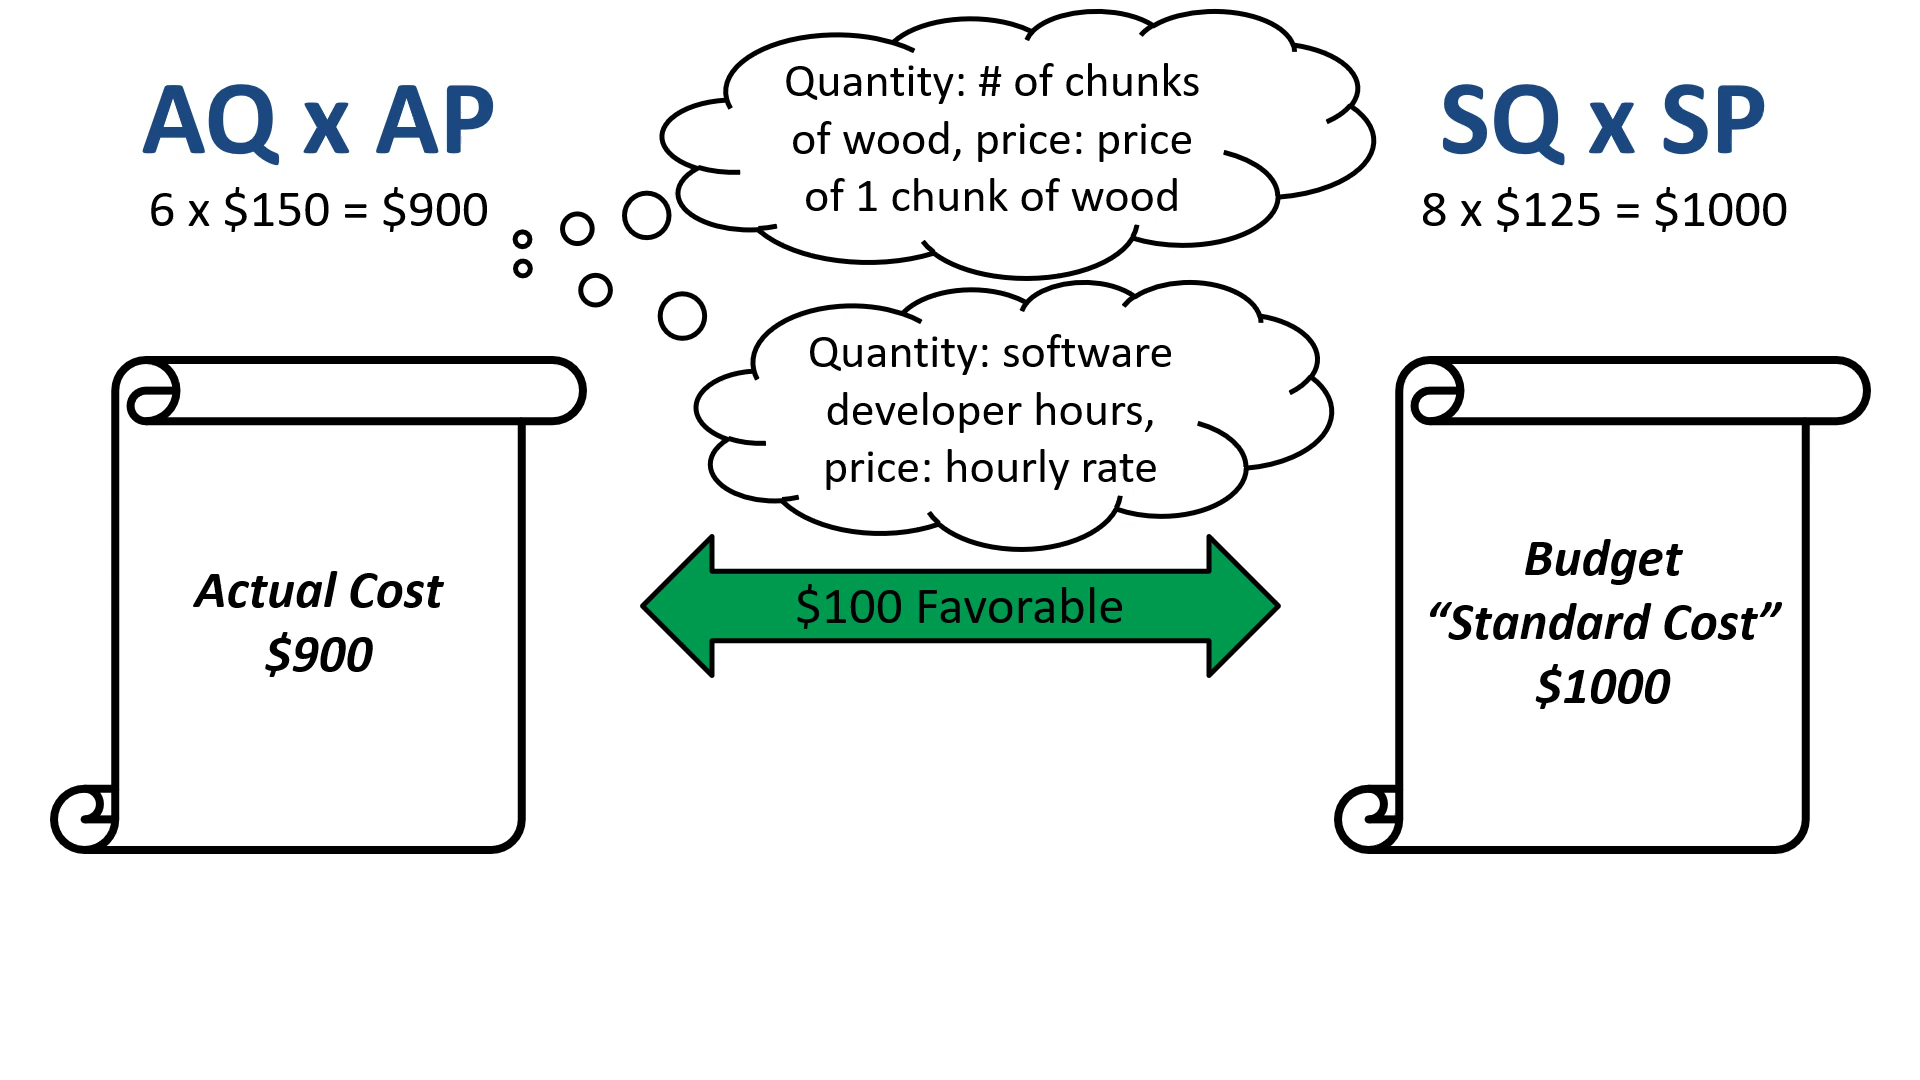 AQ x AP
6 x $150 = $900
Quantity: # of chunks
of wood, price: price
of 1 chunk of wood
SQ x SP
8 x $125 = $1000
Quantity: software
developer hours,
price: hourly rate
Actual Cost
$900
$100 Favorable
Budget
“Standard Cost”
$1000